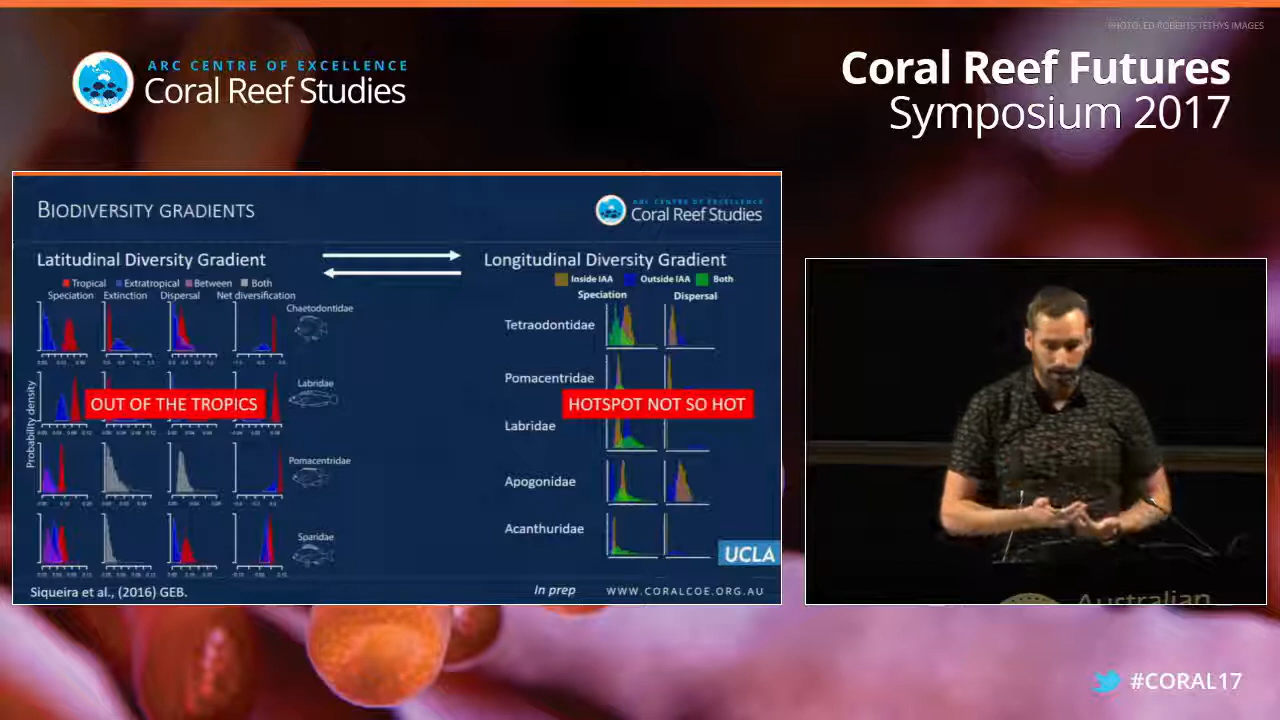 PHOTO: ED ROBERTS TETHYS IMAGES
ARC CENTRE OF EXCELLENCE
Coral Reef Studies
Coral Reef Futures
Symposium 2017
BIODIVERSITY GRADIENTS
ARC CENTRE OF EXCELLENCE
Coral Reef Studies
Latitudinal Diversity Gradient
Tropical Extratropical Between Both
Speciation Extinction Dispersal Net diversification
Chaetodontidae
Labridae
Pomacentridae
Sparidae
Probability density
OUT OF THE TROPICS
Siqueira et al., (2016) GEB.
Longitudinal Diversity Gradient
Inside IAA Outside IAA Both
Speciation Dispersal
Tetraodontidae
Pomacentridae
HOTSPOT NOT SO HOT
Labridae
Apogonidae
Acanthuridae
UCLA
In prep
WWW.CORALCOE.ORG.AU
Australian
#CORAL17